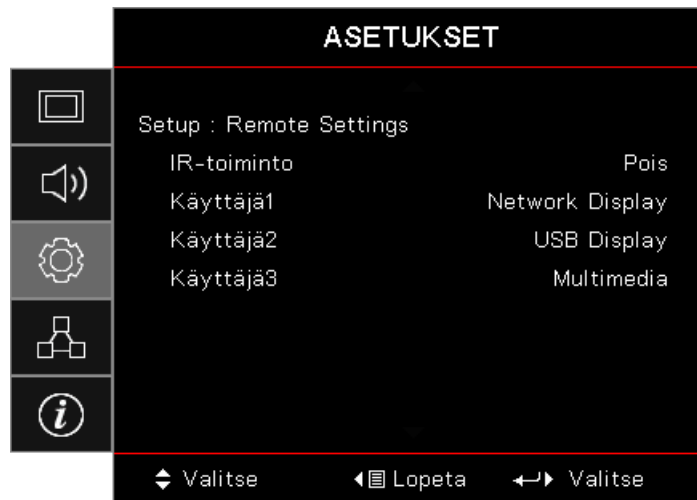 ASETUKSET
Setup : Remote Settings
IR-toiminto Pois
Käyttäjä1 Network Display
Käyttäjä2 USB Display
Käyttäjä3 Multimedia
Valitse Lopeta Valitse